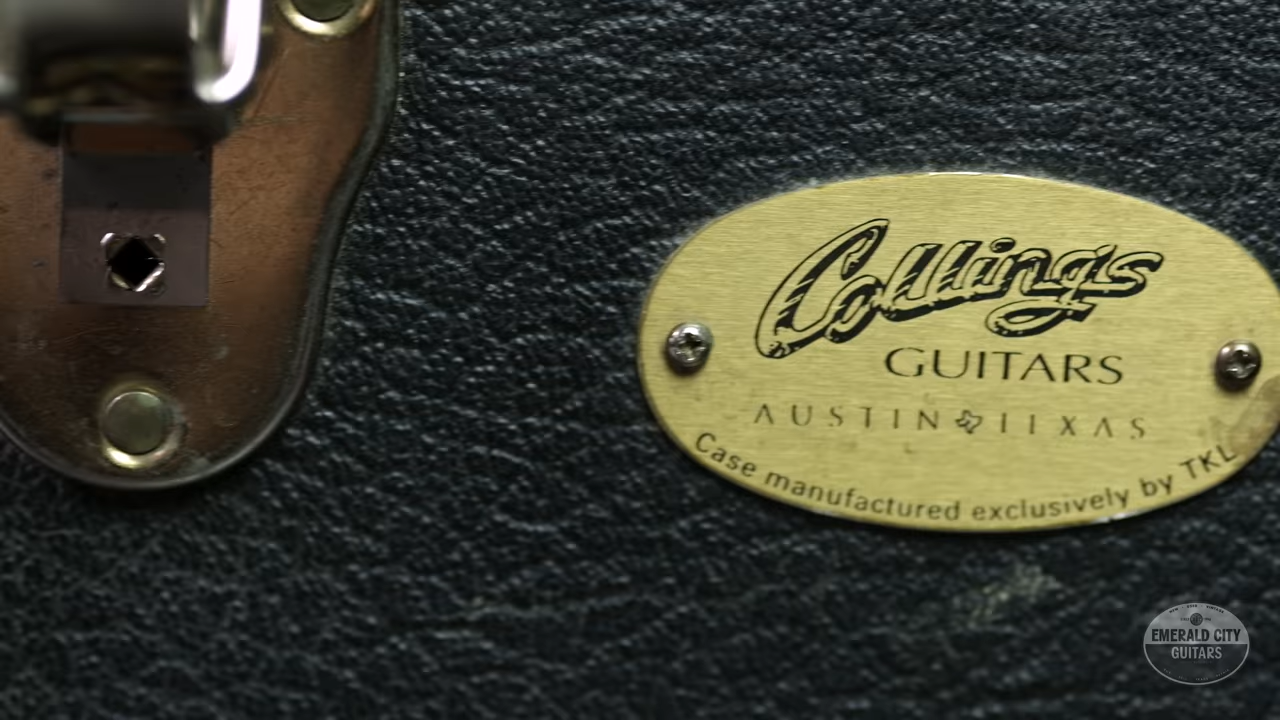 Collings
GUITARS
AUSTIN TEXAS
Case manufactured exclusively by TKL
EMERALD CITY
GUITARS